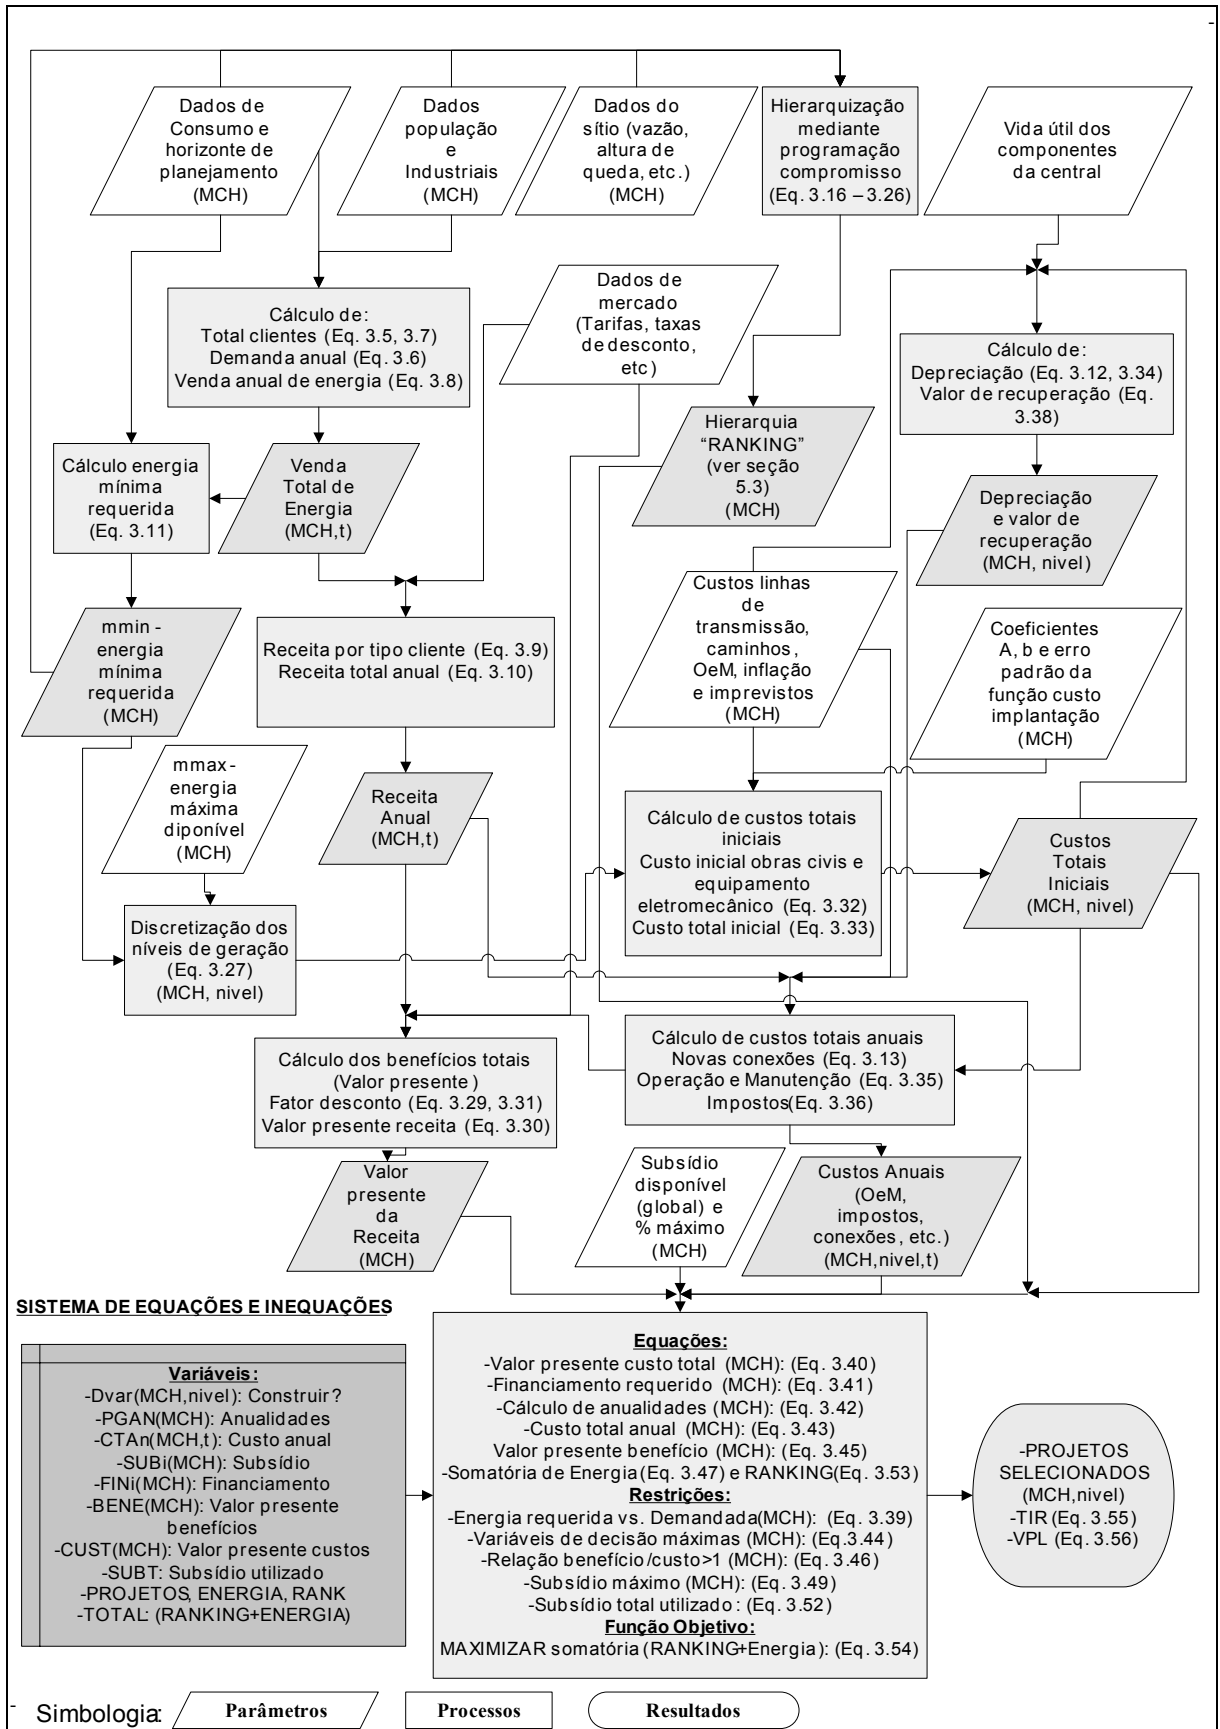 Dados de
Consumo e
horizonte de
planejamento
(MCH)
Dados
população
e
Industriais
(MCH)
Dados do
sítio (vazão,
altura de
queda, etc.)
(MCH)
Hierarquização
mediante
programação
compromisso
(Eq. 3.16 – 3.26)
Vida útil dos
componentes
da central
Cálculo de:
Total clientes (Eq. 3.5, 3.7)
Demanda anual (Eq. 3.6)
Venda anual de energia (Eq. 3.8)
Dados de
mercado
(Tarifas, taxas
de desconto,
etc)
Cálculo de:
Depreciação (Eq. 3.12, 3.34)
Valor de recuperação (Eq.
3.38)
Cálculo energia
mínima
requerida
(Eq. 3.11)
Venda
Total de
Energia
(MCH,t)
Hierarquia
“RANKING”
(ver seção
5.3)
(MCH)
Depreciação
e valor de
recuperação
(MCH, nivel)
mmin -
energia
mínima
requerida
(MCH)
Receita por tipo cliente (Eq. 3.9)
Receita total anual (Eq. 3.10)
Custos linhas
de
transmissão,
caminhos,
OeM, inflação
e imprevistos
(MCH)
Coeficientes
A, b e erro
padrão da
função custo
implantação
(MCH)
mmax -
energia
máxima
diponível
(MCH)
Receita
Anual
(MCH,t)
Cálculo de custos totais
iniciais
Custo inicial obras civis e
equipamento
eletromecânico (Eq. 3.32)
Custo total inicial (Eq. 3.33)
Custos
Totais
Iniciais
(MCH, nivel)
Discretização dos
níveis de geração
(Eq. 3.27)
(MCH, nivel)
Cálculo dos benefícios totais
(Valor presente)
Fator desconto (Eq. 3.29, 3.31)
Valor presente receita (Eq. 3.30)
Cálculo de custos totais anuais
Novas conexões (Eq. 3.13)
Operação e Manutenção (Eq. 3.35)
Impostos(Eq. 3.36)
Valor
presente
da
Receita
(MCH)
Subsídio
disponível
(global) e
% máximo
(MCH)
Custos Anuais
(OeM,
impostos,
conexões, etc.)
(MCH,nivel,t)
SISTEMA DE EQUAÇÕES E INEQUAÇÕES
Variáveis:
-Dvar(MCH,nivel): Construir?
-PGAN(MCH): Anualidades
-CTAn(MCH,t): Custo anual
-SUBi(MCH): Subsídio
-FINi(MCH): Financiamento
-BENE(MCH): Valor presente
benefícios
-CUST(MCH): Valor presente custos
-SUBT: Subsídio utilizado
-PROJETOS, ENERGIA, RANK
-TOTAL: (RANKING+ENERGIA)
Equações:
-Valor presente custo total (MCH): (Eq. 3.40)
-Financiamento requerido (MCH): (Eq. 3.41)
-Cálculo de anualidades (MCH): (Eq. 3.42)
-Custo total anual (MCH): (Eq. 3.43)
Valor presente benefício (MCH): (Eq. 3.45)
-Somatória de Energia(Eq. 3.47) e RANKING(Eq. 3.53)
Restrições:
-Energia requerida vs. Demandada(MCH): (Eq. 3.39)
-Variáveis de decisão máximas (MCH): (Eq.3.44)
-Relação benefício/custo>1 (MCH): (Eq. 3.46)
-Subsídio máximo (MCH): (Eq. 3.49)
-Subsídio total utilizado: (Eq. 3.52)
Função Objetivo:
MAXIMIZAR somatória (RANKING+Energia): (Eq. 3.54)
-PROJETOS
SELECIONADOS
(MCH,nivel)
-TIR (Eq. 3.55)
-VPL (Eq. 3.56)
Simbologia: Parâmetros Processos Resultados